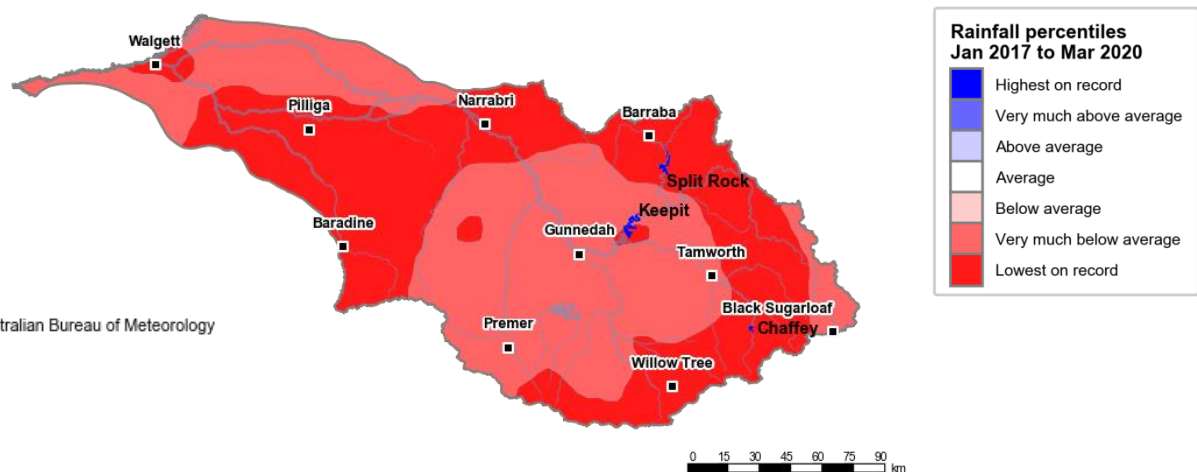 Walgett
Pilliga
Narrabri
Barraba
Split Rock
Keepit
Baradine
Gunnedah
Tamworth
Black Sugarloaf
Chaffey
Premer
Willow Tree
tralian Bureau of Meteorology
Rainfall percentiles
Jan 2017 to Mar 2020
Highest on record
Very much above average
Above average
Average
Below average
Very much below average
Lowest on record
0 15 30 45 60 75 90 km